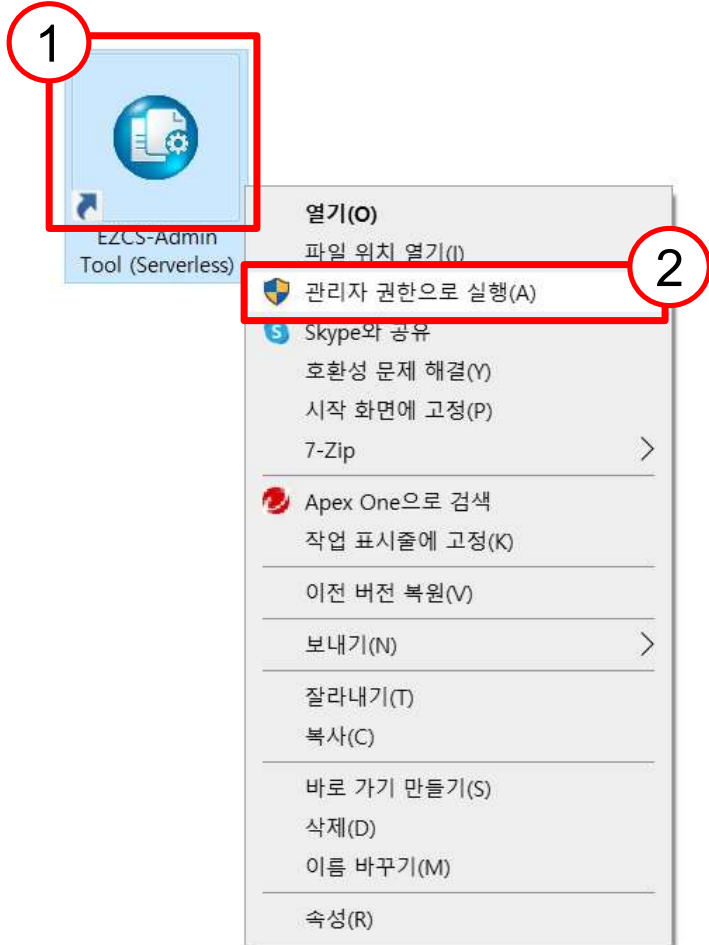 1
EZCS-Admin
Tool (Serverless)
열기(O)
파일 위치 열기(I)
2
관리자 권한으로 실행(A)
Skype와 공유
호환성 문제 해결(Y)
시작 화면에 고정(P)
7-Zip
Apex One으로 검색
작업 표시줄에 고정(K)
이전 버전 복원(V)
보내기(N)
잘라내기(T)
복사(C)
바로 가기 만들기(S)
삭제(D)
이름 바꾸기(M)
속성(R)